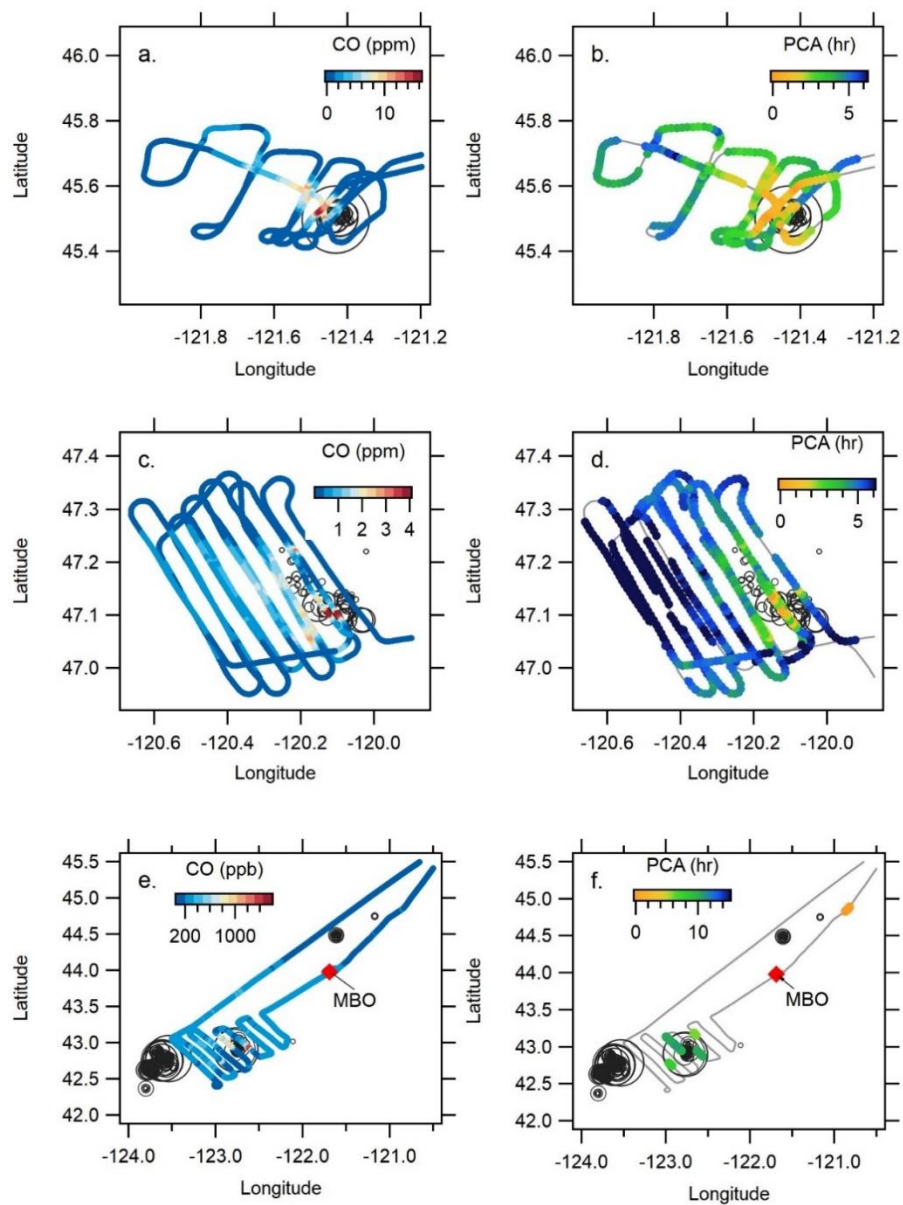 a.
CO (ppm)
0 10
46.0
45.8
45.6
45.4
Latitude
-121.8 -121.6 -121.4 -121.2
Longitude
b.
PCA (hr)
0 5
46.0
45.8
45.6
45.4
Latitude
-121.8 -121.6 -121.4 -121.2
Longitude
c.
CO (ppm)
1 2 3 4
47.4
47.3
47.2
47.1
47.0
Latitude
-120.6 -120.4 -120.2 -120.0
Longitude
d.
PCA (hr)
0 5
47.4
47.3
47.2
47.1
47.0
Latitude
-120.6 -120.4 -120.2 -120.0
Longitude
e.
CO (ppb)
200 1000
45.5
45.0
44.5
44.0
43.5
43.0
42.5
42.0
Latitude
MBO
-124.0 -123.0 -122.0 -121.0
Longitude
f.
PCA (hr)
0 10
45.5
45.0
44.5
44.0
43.5
43.0
42.5
42.0
Latitude
MBO
-124.0 -123.0 -122.0 -121.0
Longitude